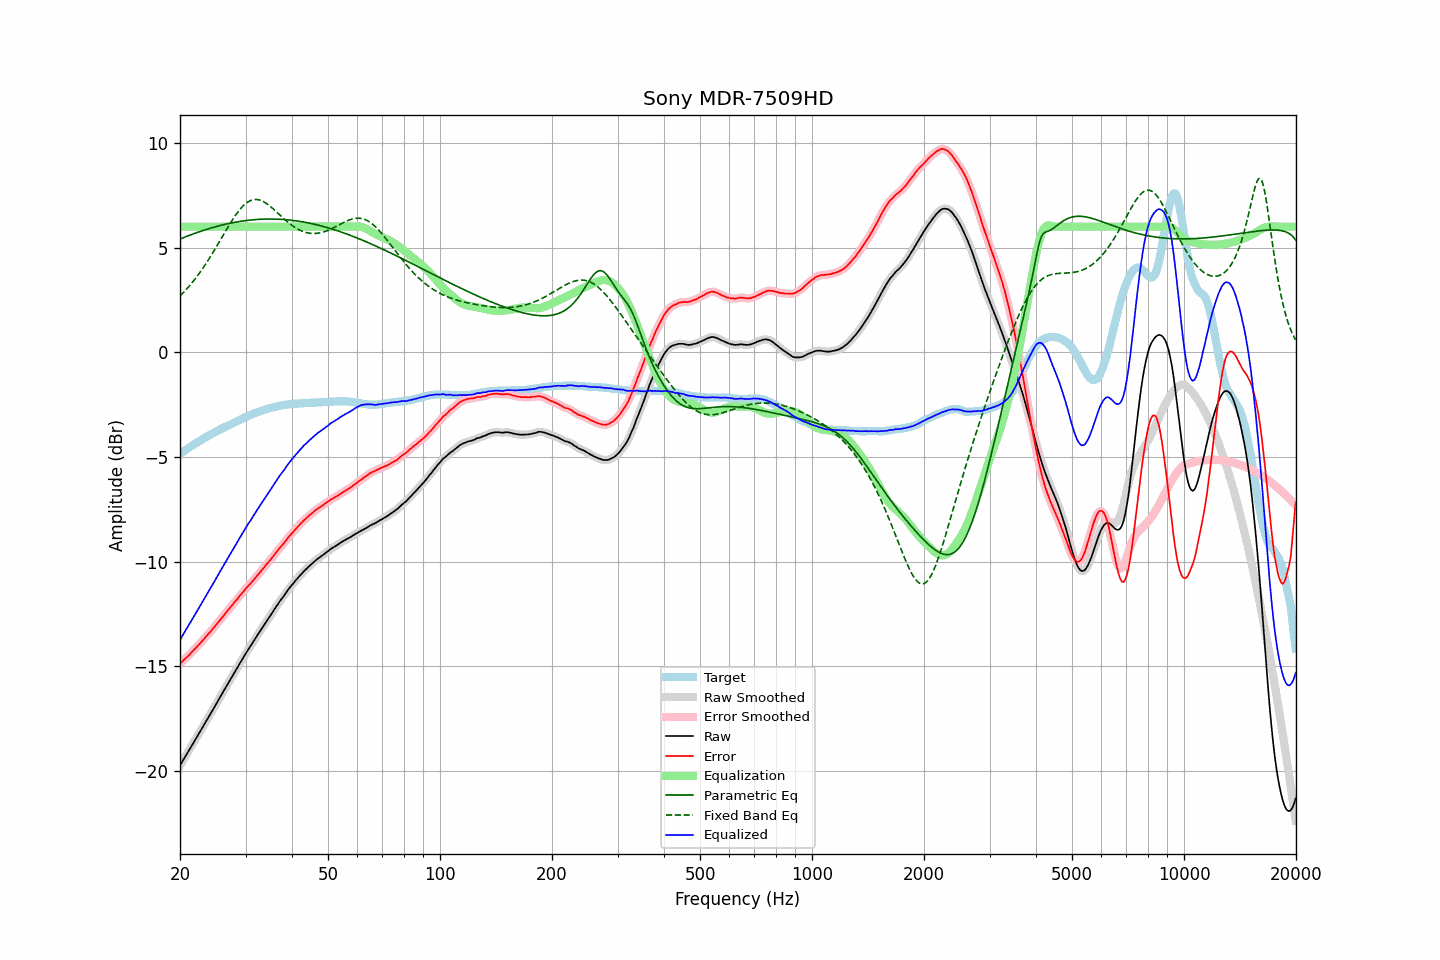 Sony MDR-7509HD
Amplitude (dBr)
10
5
0
−5
−10
−15
−20
Target
Raw Smoothed
Error Smoothed
Raw
Error
Equalization
Parametric Eq
Fixed Band Eq
Equalized
20 50 100 200 500 1000 2000 5000 10000 20000
Frequency (Hz)